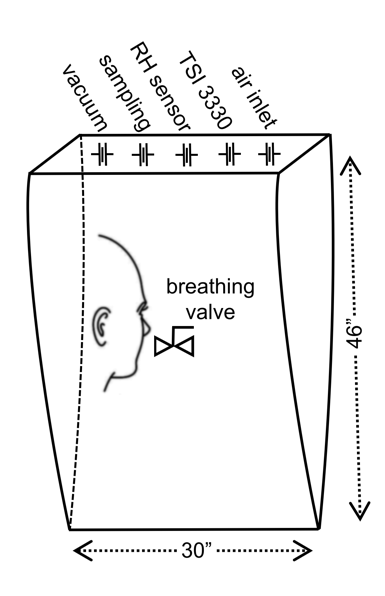 vacuum
sampling
RH sensor
TSI 3330
air inlet
breathing
valve
46”
30”